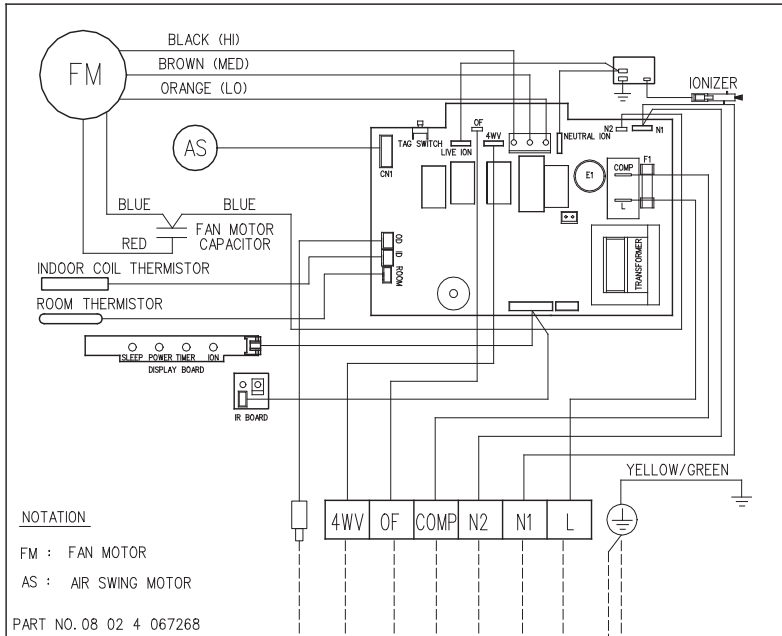 BLACK (HI)
BROWN (MED)
ORANGE (LO)
FM
IONIZER
OF
N2
N1
TAG SWITCH
LIVE ION
4WV
NEUTRAL ION
AS
CN1
COMP
F1
E1
L
BLUE
BLUE
FAN MOTOR
CAPACITOR
RED
OD
ID
ROOM
TRANSFORMER
INDOOR COIL THERMISTOR
ROOM THERMISTOR
SLEEP POWER TIMER ION
DISPLAY BOARD
IR BOARD
YELLOW/GREEN
4WV OF COMP N2 N1 L
NOTATION
FM : FAN MOTOR
AS : AIR SWING MOTOR
PART NO. 08 02 4 067268